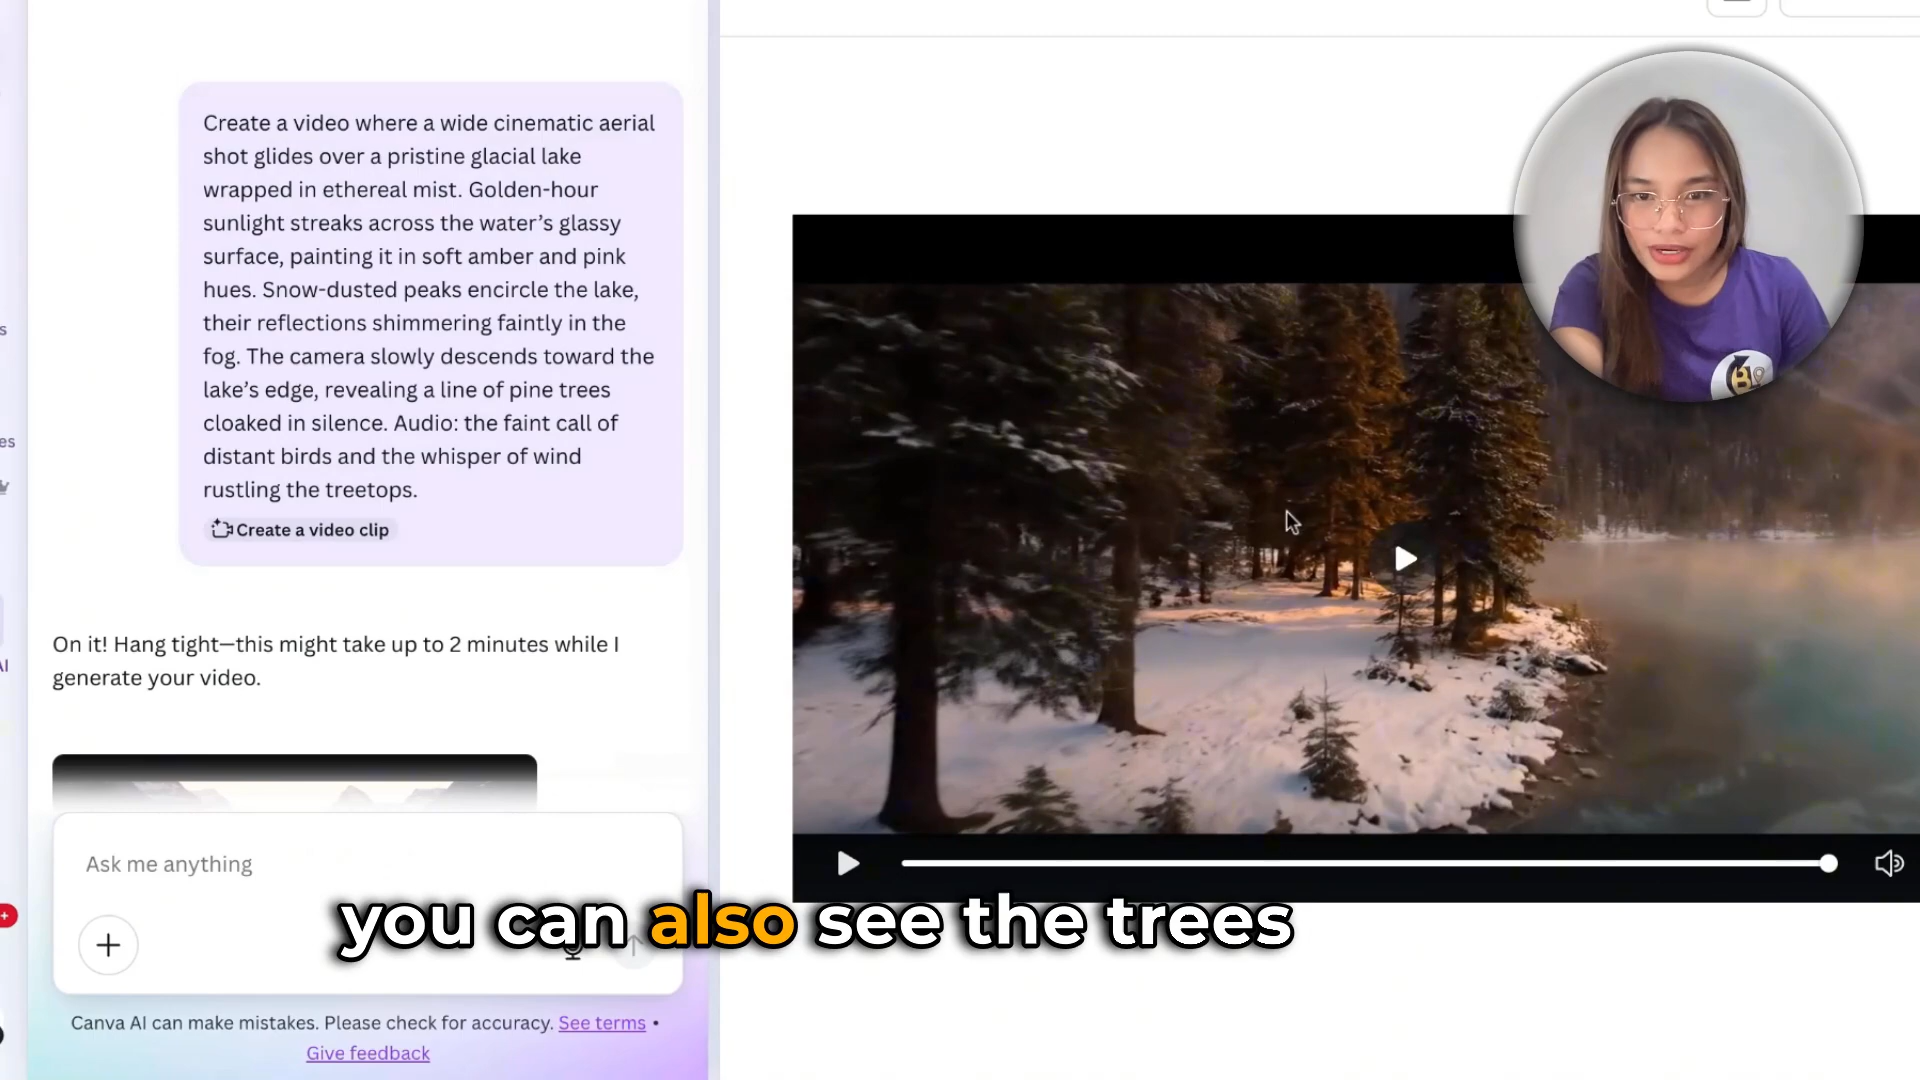 Create a video where a wide cinematic aerial
shot glides over a pristine glacial lake
wrapped in ethereal mist. Golden-hour
sunlight streaks across the water’s glassy
surface, painting it in soft amber and pink
hues. Snow-dusted peaks encircle the lake,
their reflections shimmering faintly in the
fog. The camera slowly descends toward the
lake’s edge, revealing a line of pine trees
cloaked in silence. Audio: the faint call of
distant birds and the whisper of wind
rustling the treetops.
Create a video clip
On it! Hang tight—this might take up to 2 minutes while I
generate your video.
Ask me anything
you can also see the trees
Canva AI can make mistakes. Please check for accuracy. See terms •
Give feedback